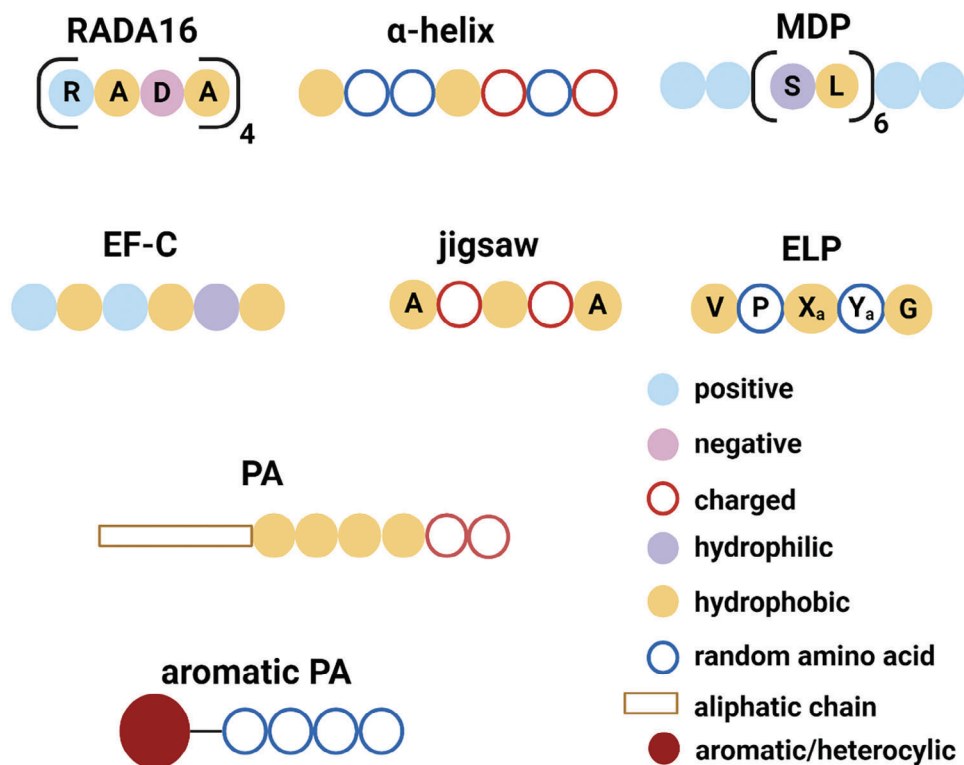 RADA16
α-helix
MDP
R A D A
4
S L
6
EF-C
jigsaw
ELP
A A
V P Xa Ya G
positive
negative
charged
PA
hydrophilic
hydrophobic
random amino acid
aromatic PA
aliphatic chain
aromatic/heterocylic